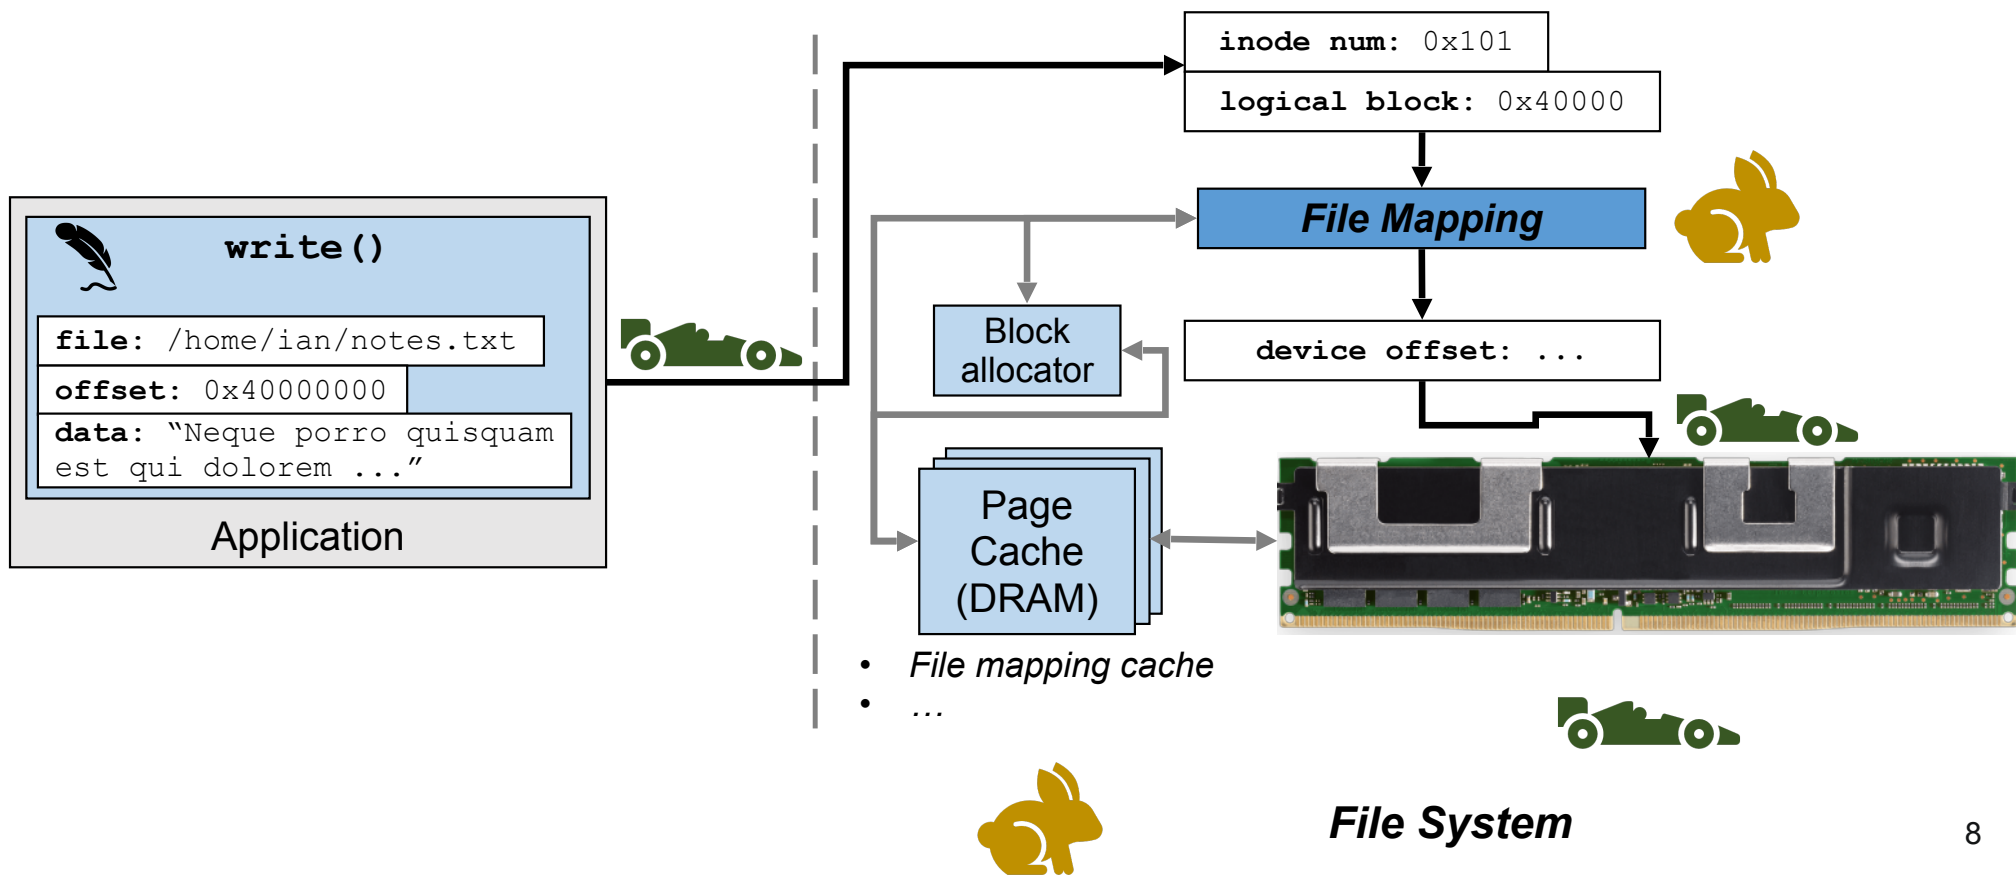 write()
file: /home/ian/notes.txt
offset: 0x40000000
data: “Neque porro quisquam
est qui dolorem ...”
Application
inode num: 0x101
logical block: 0x40000
File Mapping
Block
allocator
device offset: ...
Page
Cache
(DRAM)
• File mapping cache
• …
File System
8